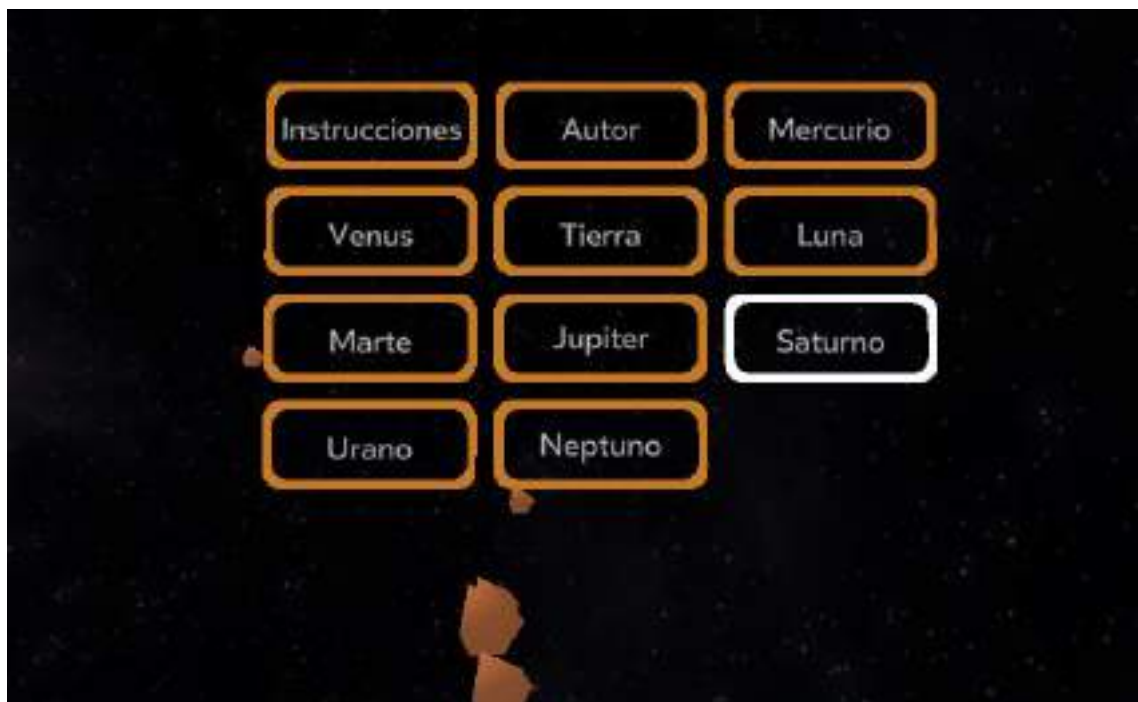 Instrucciones
Autor
Mercurio
Venus
Tierra
Luna
Marte
Jupiter
Saturno
Urano
Neptuno